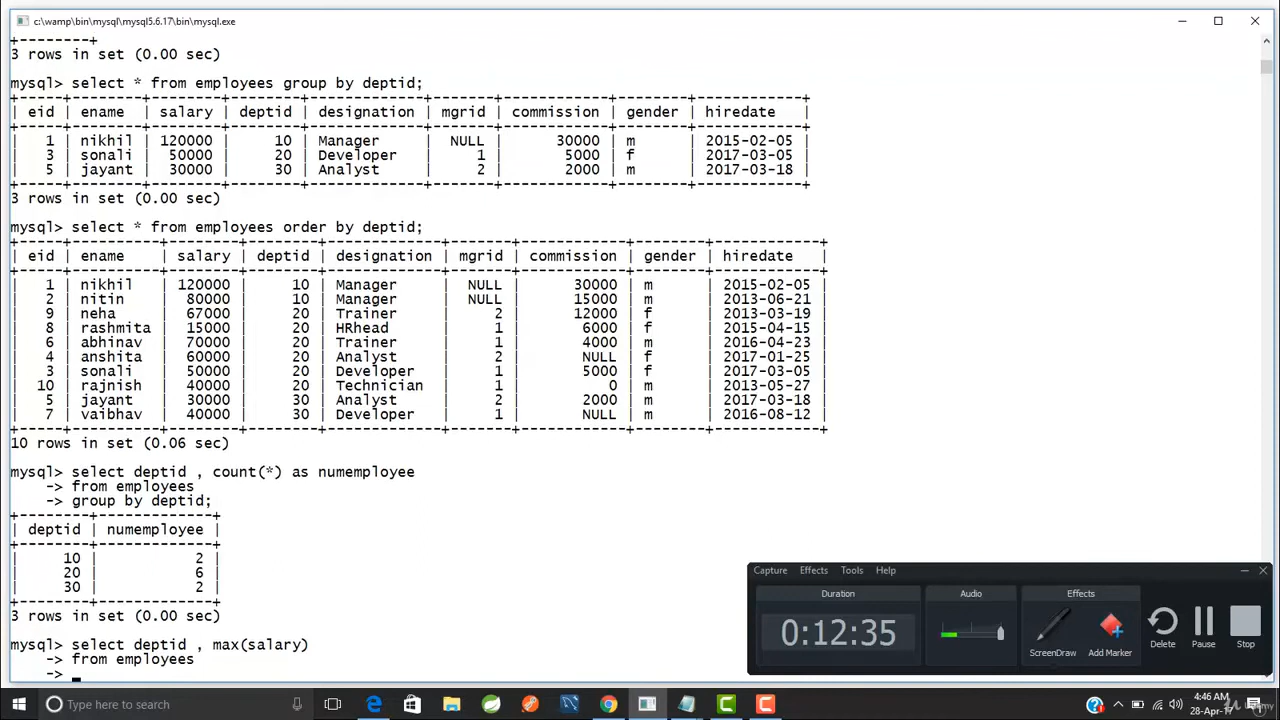 c:\wamp\bin\mysql\mysql5.6.17\bin\mysql.exe
+--------+
3 rows in set (0.00 sec)
mysql> select * from employees group by deptid;
+------+--------+--------+--------+-------------+-------+------------+--------+------------+
| eid | ename | salary | deptid | designation | mgrid | commission | gender | hiredate |
+------+--------+--------+--------+-------------+-------+------------+--------+------------+
| 1 | nikhil | 120000 | 10 | Manager | NULL | 30000 | m | 2015-02-05 |
| 3 | sonali | 50000 | 20 | Developer | 1 | 5000 | f | 2017-03-05 |
| 5 | jayant | 30000 | 30 | Analyst | 2 | 2000 | m | 2017-03-18 |
+------+--------+--------+--------+-------------+-------+------------+--------+------------+
3 rows in set (0.00 sec)
mysql> select * from employees order by deptid;
+------+----------+--------+--------+-------------+-------+------------+--------+------------+
| eid | ename | salary | deptid | designation | mgrid | commission | gender | hiredate |
+------+----------+--------+--------+-------------+-------+------------+--------+------------+
| 1 | nikhil | 120000 | 10 | Manager | NULL | 30000 | m | 2015-02-05 |
| 2 | nitin | 80000 | 10 | Manager | NULL | 15000 | m | 2013-06-21 |
| 9 | neha | 67000 | 20 | Trainer | 2 | 12000 | f | 2013-03-19 |
| 8 | rashmita | 15000 | 20 | HRhead | 1 | 6000 | f | 2015-04-15 |
| 6 | abhinav | 70000 | 20 | Trainer | 1 | 4000 | m | 2016-04-23 |
| 4 | anshita | 60000 | 20 | Analyst | 2 | NULL | f | 2017-01-25 |
| 3 | sonali | 50000 | 20 | Developer | 1 | 5000 | f | 2017-03-05 |
| 10 | rajnish | 40000 | 20 | Technician | 1 | 0 | m | 2013-05-27 |
| 5 | jayant | 30000 | 30 | Analyst | 2 | 2000 | m | 2017-03-18 |
| 7 | vaibhav | 40000 | 30 | Developer | 1 | NULL | m | 2016-08-12 |
+------+----------+--------+--------+-------------+-------+------------+--------+------------+
10 rows in set (0.06 sec)
mysql> select deptid , count(*) as numemployee
-> from employees
-> group by deptid;
+--------+-------------+
| deptid | numemployee |
+--------+-------------+
| 10 | 2 |
| 20 | 6 |
| 30 | 2 |
+--------+-------------+
3 rows in set (0.00 sec)
mysql> select deptid , max(salary)
-> from employees
->
Capture Effects Tools Help
Duration Audio Effects
0:12:35
ScreenDraw Add Marker Delete Pause Stop
Type here to search
4:46 AM
28-Apr-17